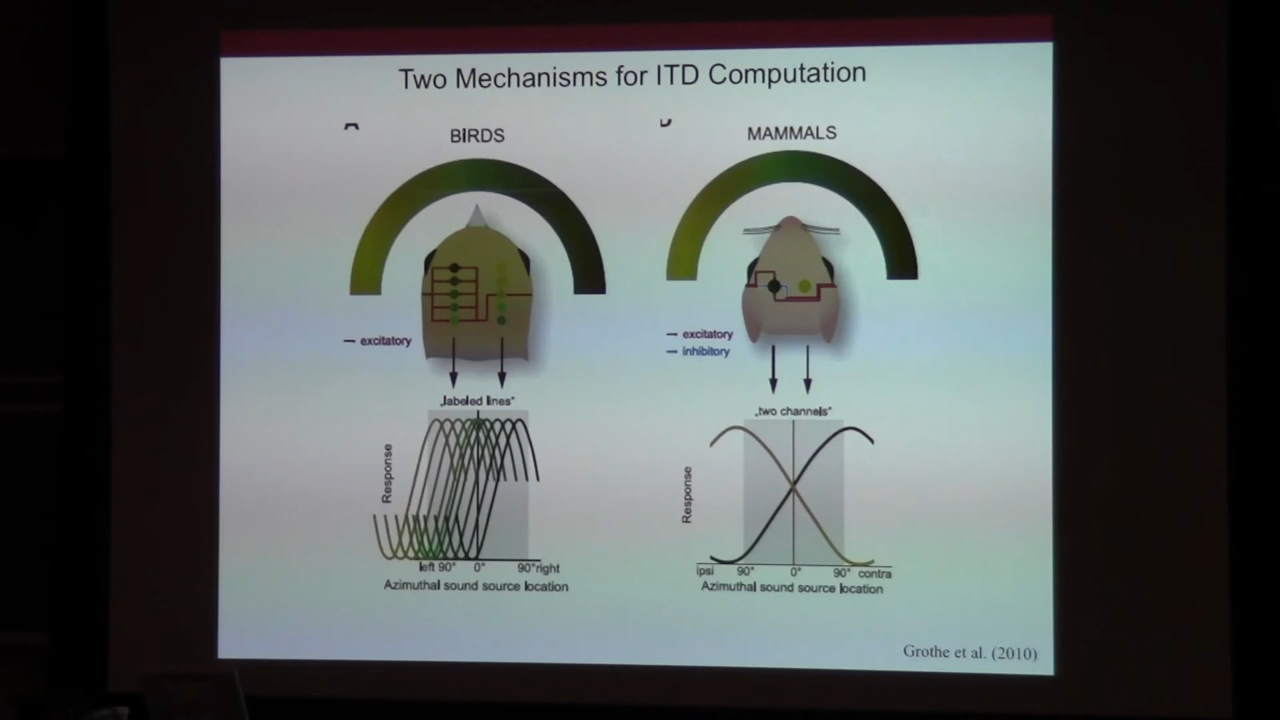 Two Mechanisms for ITD Computation
BIRDS
MAMMALS
excitatory
excitatory
inhibitory
„labeled lines“
„two channels“
Response
Response
left 90° 0° 90° right
Azimuthal sound source location
ipsi 90° 0° 90° contra
Azimuthal sound source location
Grothe et al. (2010)